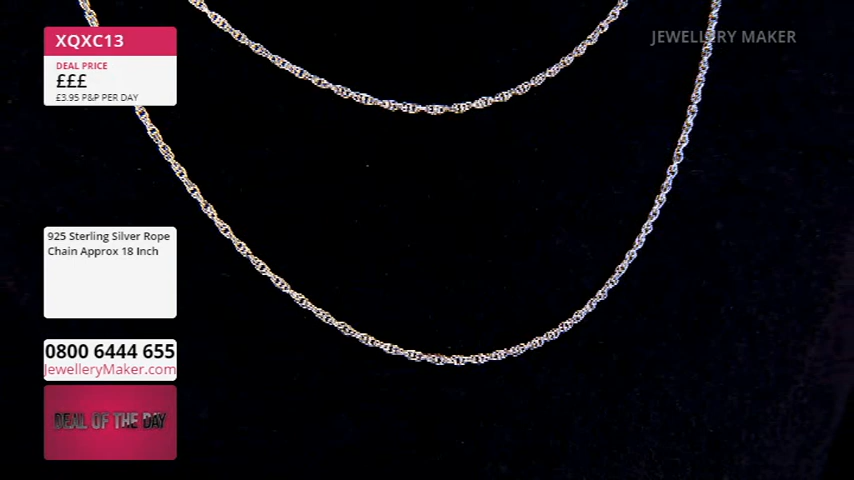 XQXC13
DEAL PRICE
£££
£3.95 P&P PER DAY
JEWELLERY MAKER
925 Sterling Silver Rope
Chain Approx 18 Inch
0800 6444 655
JewelleryMaker.com
DEAL OF THE DAY